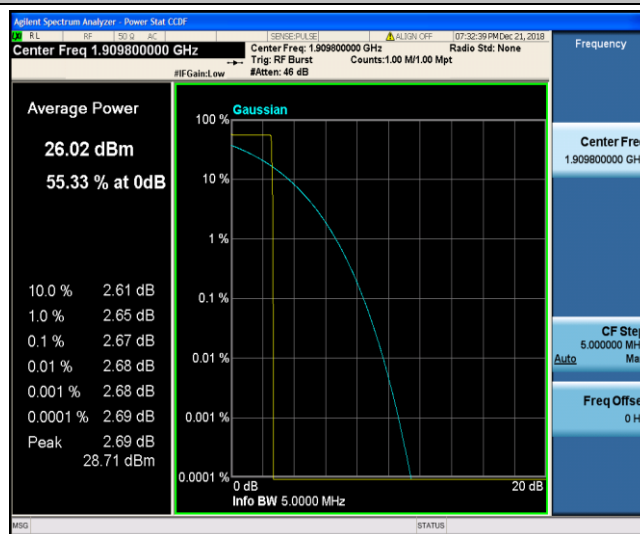 Agilent Spectrum Analyzer - Power Stat CCDF
RL RF 50 Ω AC SENSE:PULSE ALIGN OFF 07:32:39 PM Dec 21, 2018
Center Freq 1.909800000 GHz
Center Freq: 1.909800000 GHz Radio Std: None
Trig: RF Burst Counts:1.00 M/1.00 Mpt
#IFGain:Low #Atten: 46 dB
Frequency
Average Power
26.02 dBm
55.33 % at 0dB
10.0 % 2.61 dB
1.0 % 2.65 dB
0.1 % 2.67 dB
0.01 % 2.68 dB
0.001 % 2.68 dB
0.0001 % 2.69 dB
Peak 2.69 dB
28.71 dBm
Gaussian
100 %
10 %
1 %
0.1 %
0.01 %
0.001 %
0.0001 %
0 dB 20 dB
Info BW 5.0000 MHz
Center Fre
1.909800000 GH
CF Ste
5.000000 MH
Auto Ma
Freq Offse
0 H
MSG STATUS